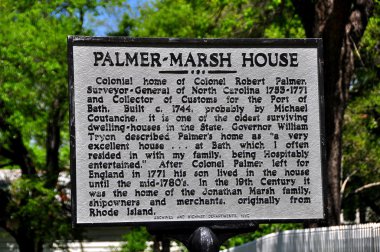 PALMER-MARSH HOUSE
Colonial home of Colonel Robert Palmer,
Surveyor-General of North Carolina 1753-1771
and Collector of Customs for the Port of
Bath. Built c. 1744, probably by Michael
Coutanche, it is one of the oldest surviving
dwelling-houses in the State. Governor William
Tryon described Palmer's home as "a very
excellent house . . . at Bath which I often
resided in with my family, being Hospitably
entertained." After Colonel Palmer left for
England in 1771 his son lived in the house
until the mid-1780's. In the 19th Century it
was the home of the Jonathan Marsh family,
shipowners and merchants, originally from
Rhode Island.
ARCHIVES AND HIGHWAY DEPARTMENTS